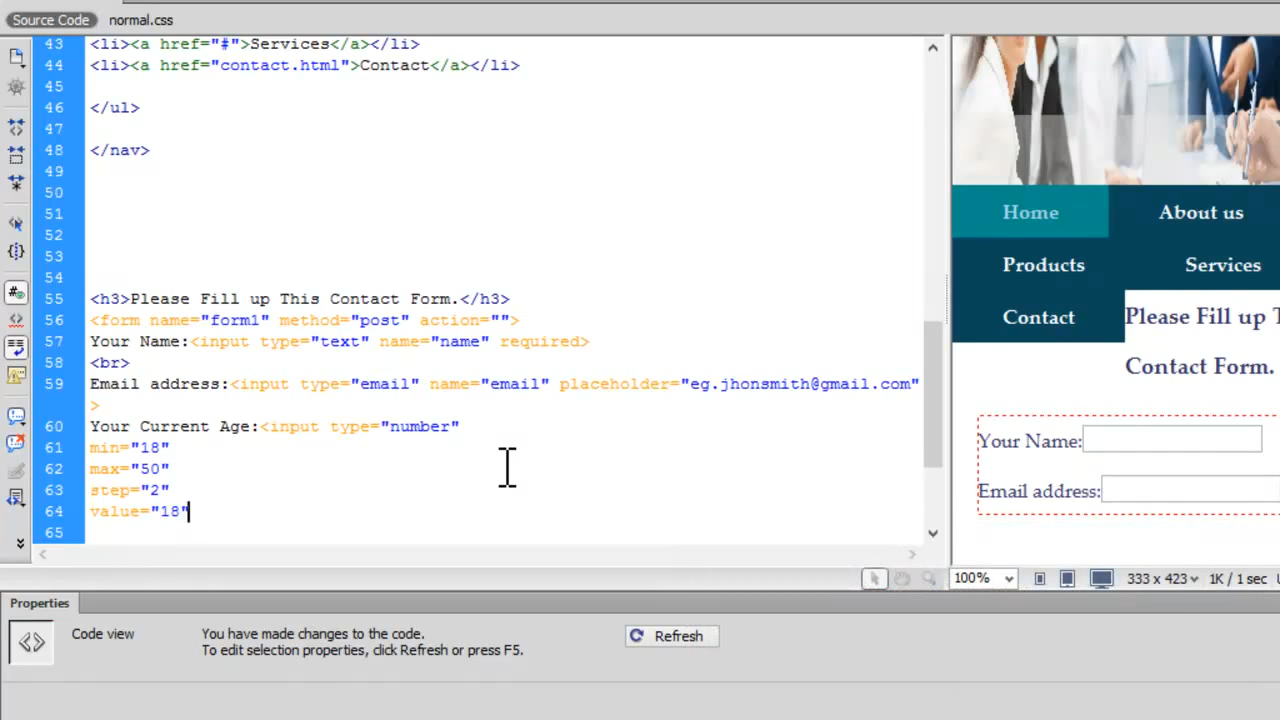 Source Code normal.css
43 <li><a href="#">Services</a></li>
44 <li><a href="contact.html">Contact</a></li>
45
46 </ul>
47
48 </nav>
49
50
51
52
53
54
55 <h3>Please Fill up This Contact Form.</h3>
56 <form name="form1" method="post" action="">
57 Your Name:<input type="text" name="name" required>
58 <br>
59 Email address:<input type="email" name="email" placeholder="eg.jhonsmith@gmail.com"
>
60 Your Current Age:<input type="number"
61 min="18"
62 max="50"
63 step="2"
64 value="18"
65
Home About us
Products Services
Contact
Please Fill up T
Contact Form.
Your Name:
Email address:
100% 333 x 423 1K / 1 sec
Properties
Code view
You have made changes to the code.
To edit selection properties, click Refresh or press F5.
Refresh